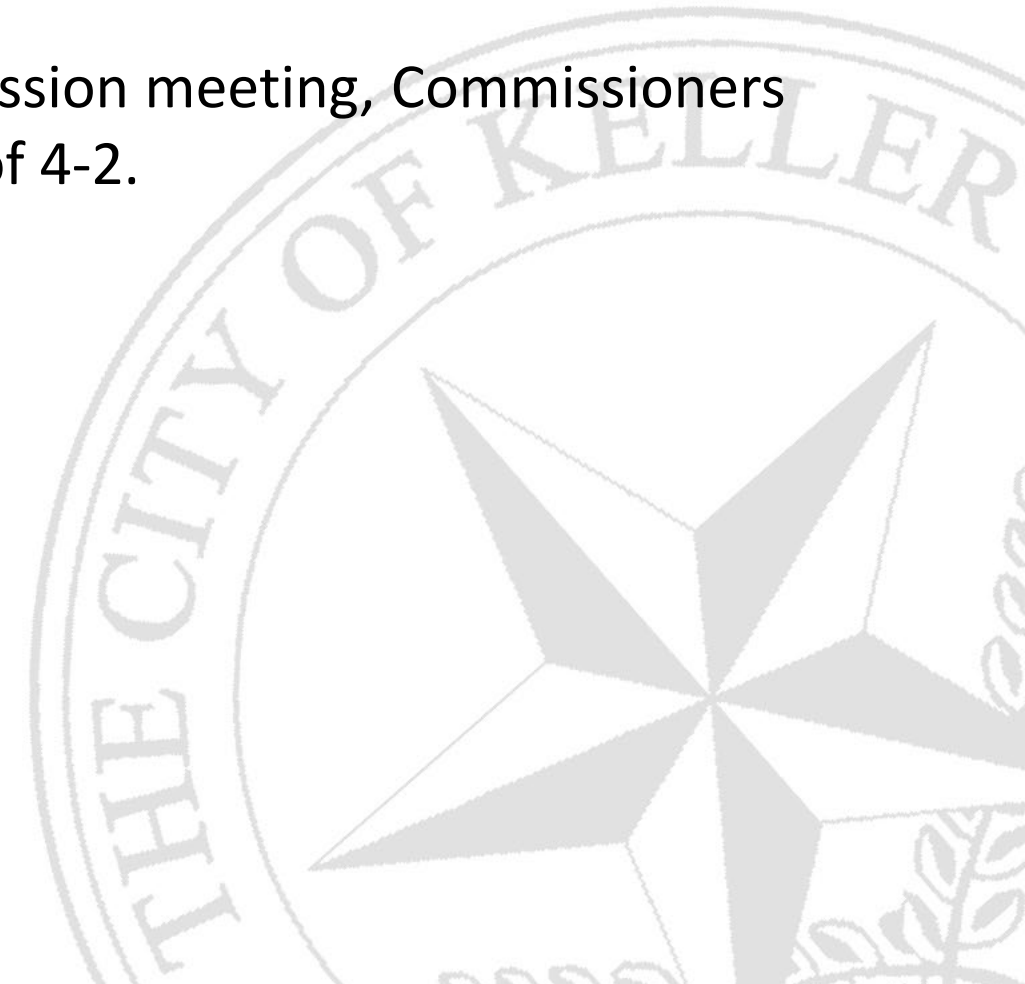 ssion meeting, Commissioners
of 4-2.
THE CITY OF KELLER